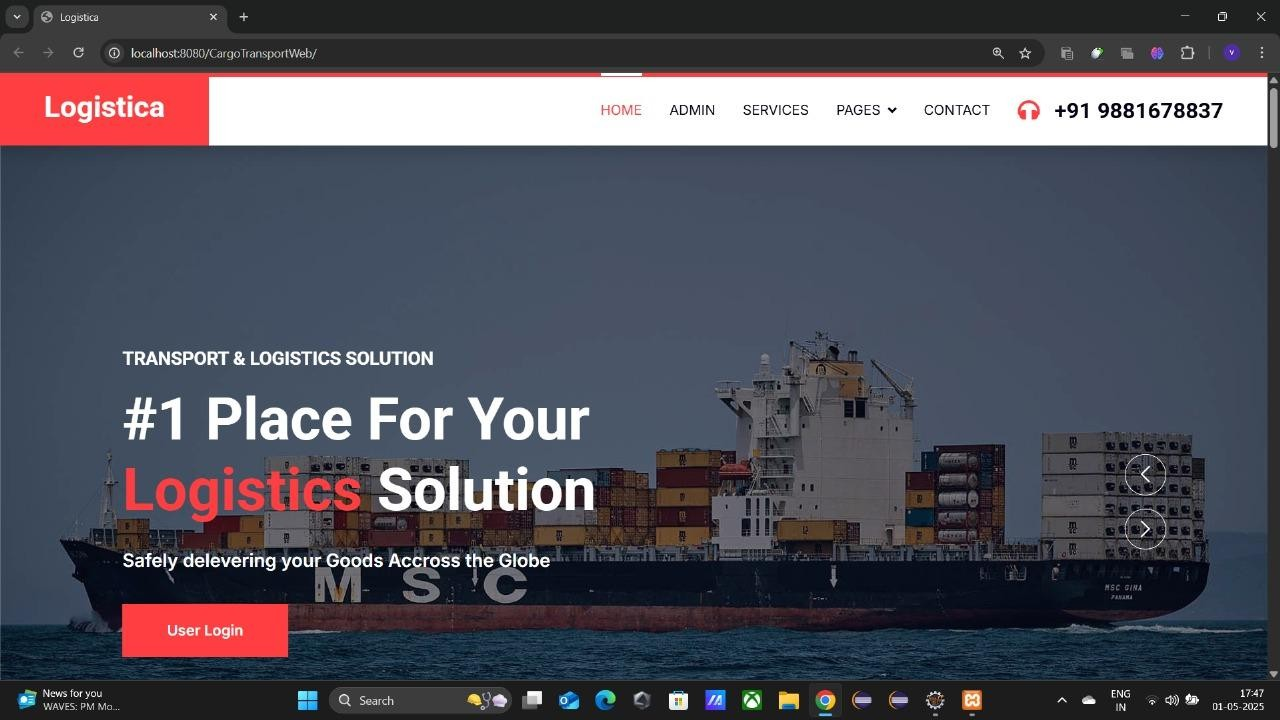 Logistica
localhost:8080/CargoTransportWeb/
V
Logistica
HOME ADMIN SERVICES PAGES CONTACT +91 9881678837
TRANSPORT & LOGISTICS SOLUTION
#1 Place For Your
Logistics Solution
Safely delevering your Goods Accross the Globe
M S C
MSC GINA
PANAMA
User Login
News for you
WAVES: PM Mo...
Search
ENG
IN
17:47
01-05-2025